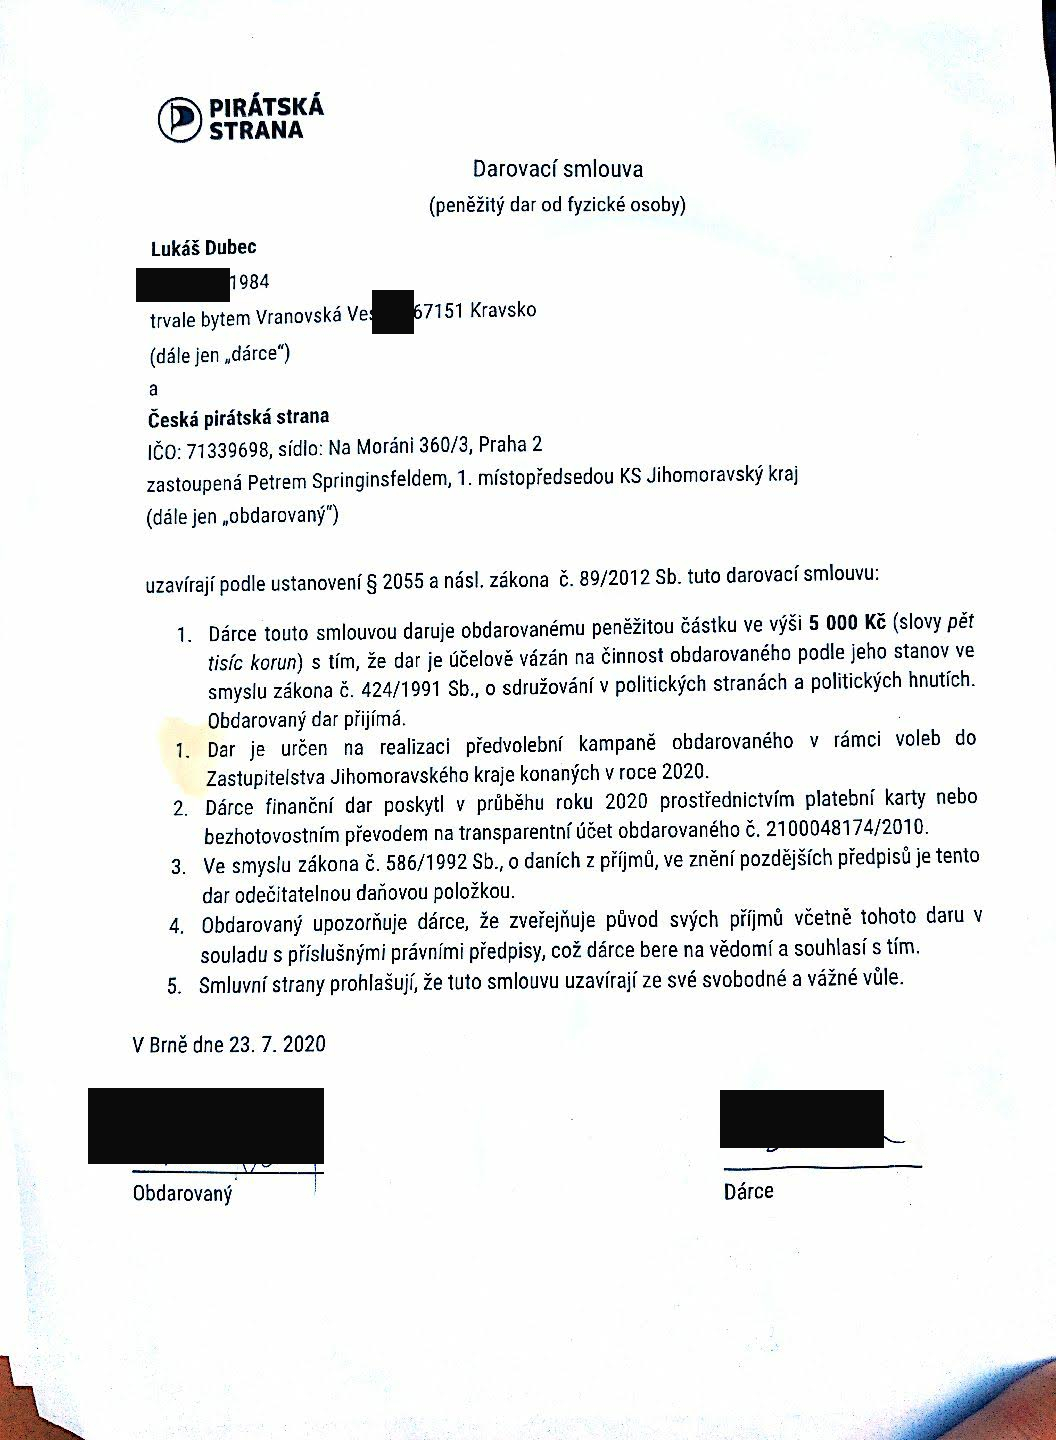 PIRÁTSKÁ
STRANA
Darovací smlouva
(peněžitý dar od fyzické osoby)
Lukáš Dubec
1984
trvale bytem Vranovská Ves 67151 Kravsko
(dále jen „dárce“)
a
Česká pirátská strana
IČO: 71339698, sídlo: Na Moráni 360/3, Praha 2
zastoupená Petrem Springinsfeldem, 1. místopředsedou KS Jihomoravský kraj
(dále jen „obdarovaný“)
uzavírají podle ustanovení § 2055 a násl. zákona č. 89/2012 Sb. tuto darovací smlouvu:
1. Dárce touto smlouvou daruje obdarovanému peněžitou částku ve výši 5 000 Kč (slovy pět
tisíc korun) s tím, že dar je účelově vázán na činnost obdarovaného podle jeho stanov ve
smyslu zákona č. 424/1991 Sb., o sdružování v politických stranách a politických hnutích.
Obdarovaný dar přijímá.
1. Dar je určen na realizaci předvolební kampaně obdarovaného v rámci voleb do
Zastupitelstva Jihomoravského kraje konaných v roce 2020.
2. Dárce finanční dar poskytl v průběhu roku 2020 prostřednictvím platební karty nebo
bezhotovostním převodem na transparentní účet obdarovaného č. 2100048174/2010.
3. Ve smyslu zákona č. 586/1992 Sb., o daních z příjmů, ve znění pozdějších předpisů je tento
dar odečitatelnou daňovou položkou.
4. Obdarovaný upozorňuje dárce, že zveřejňuje původ svých příjmů včetně tohoto daru v
souladu s příslušnými právními předpisy, což dárce bere na vědomí a souhlasí s tím.
5. Smluvní strany prohlašují, že tuto smlouvu uzavírají ze své svobodné a vážné vůle.
V Brně dne 23. 7. 2020
Obdarovaný
Dárce